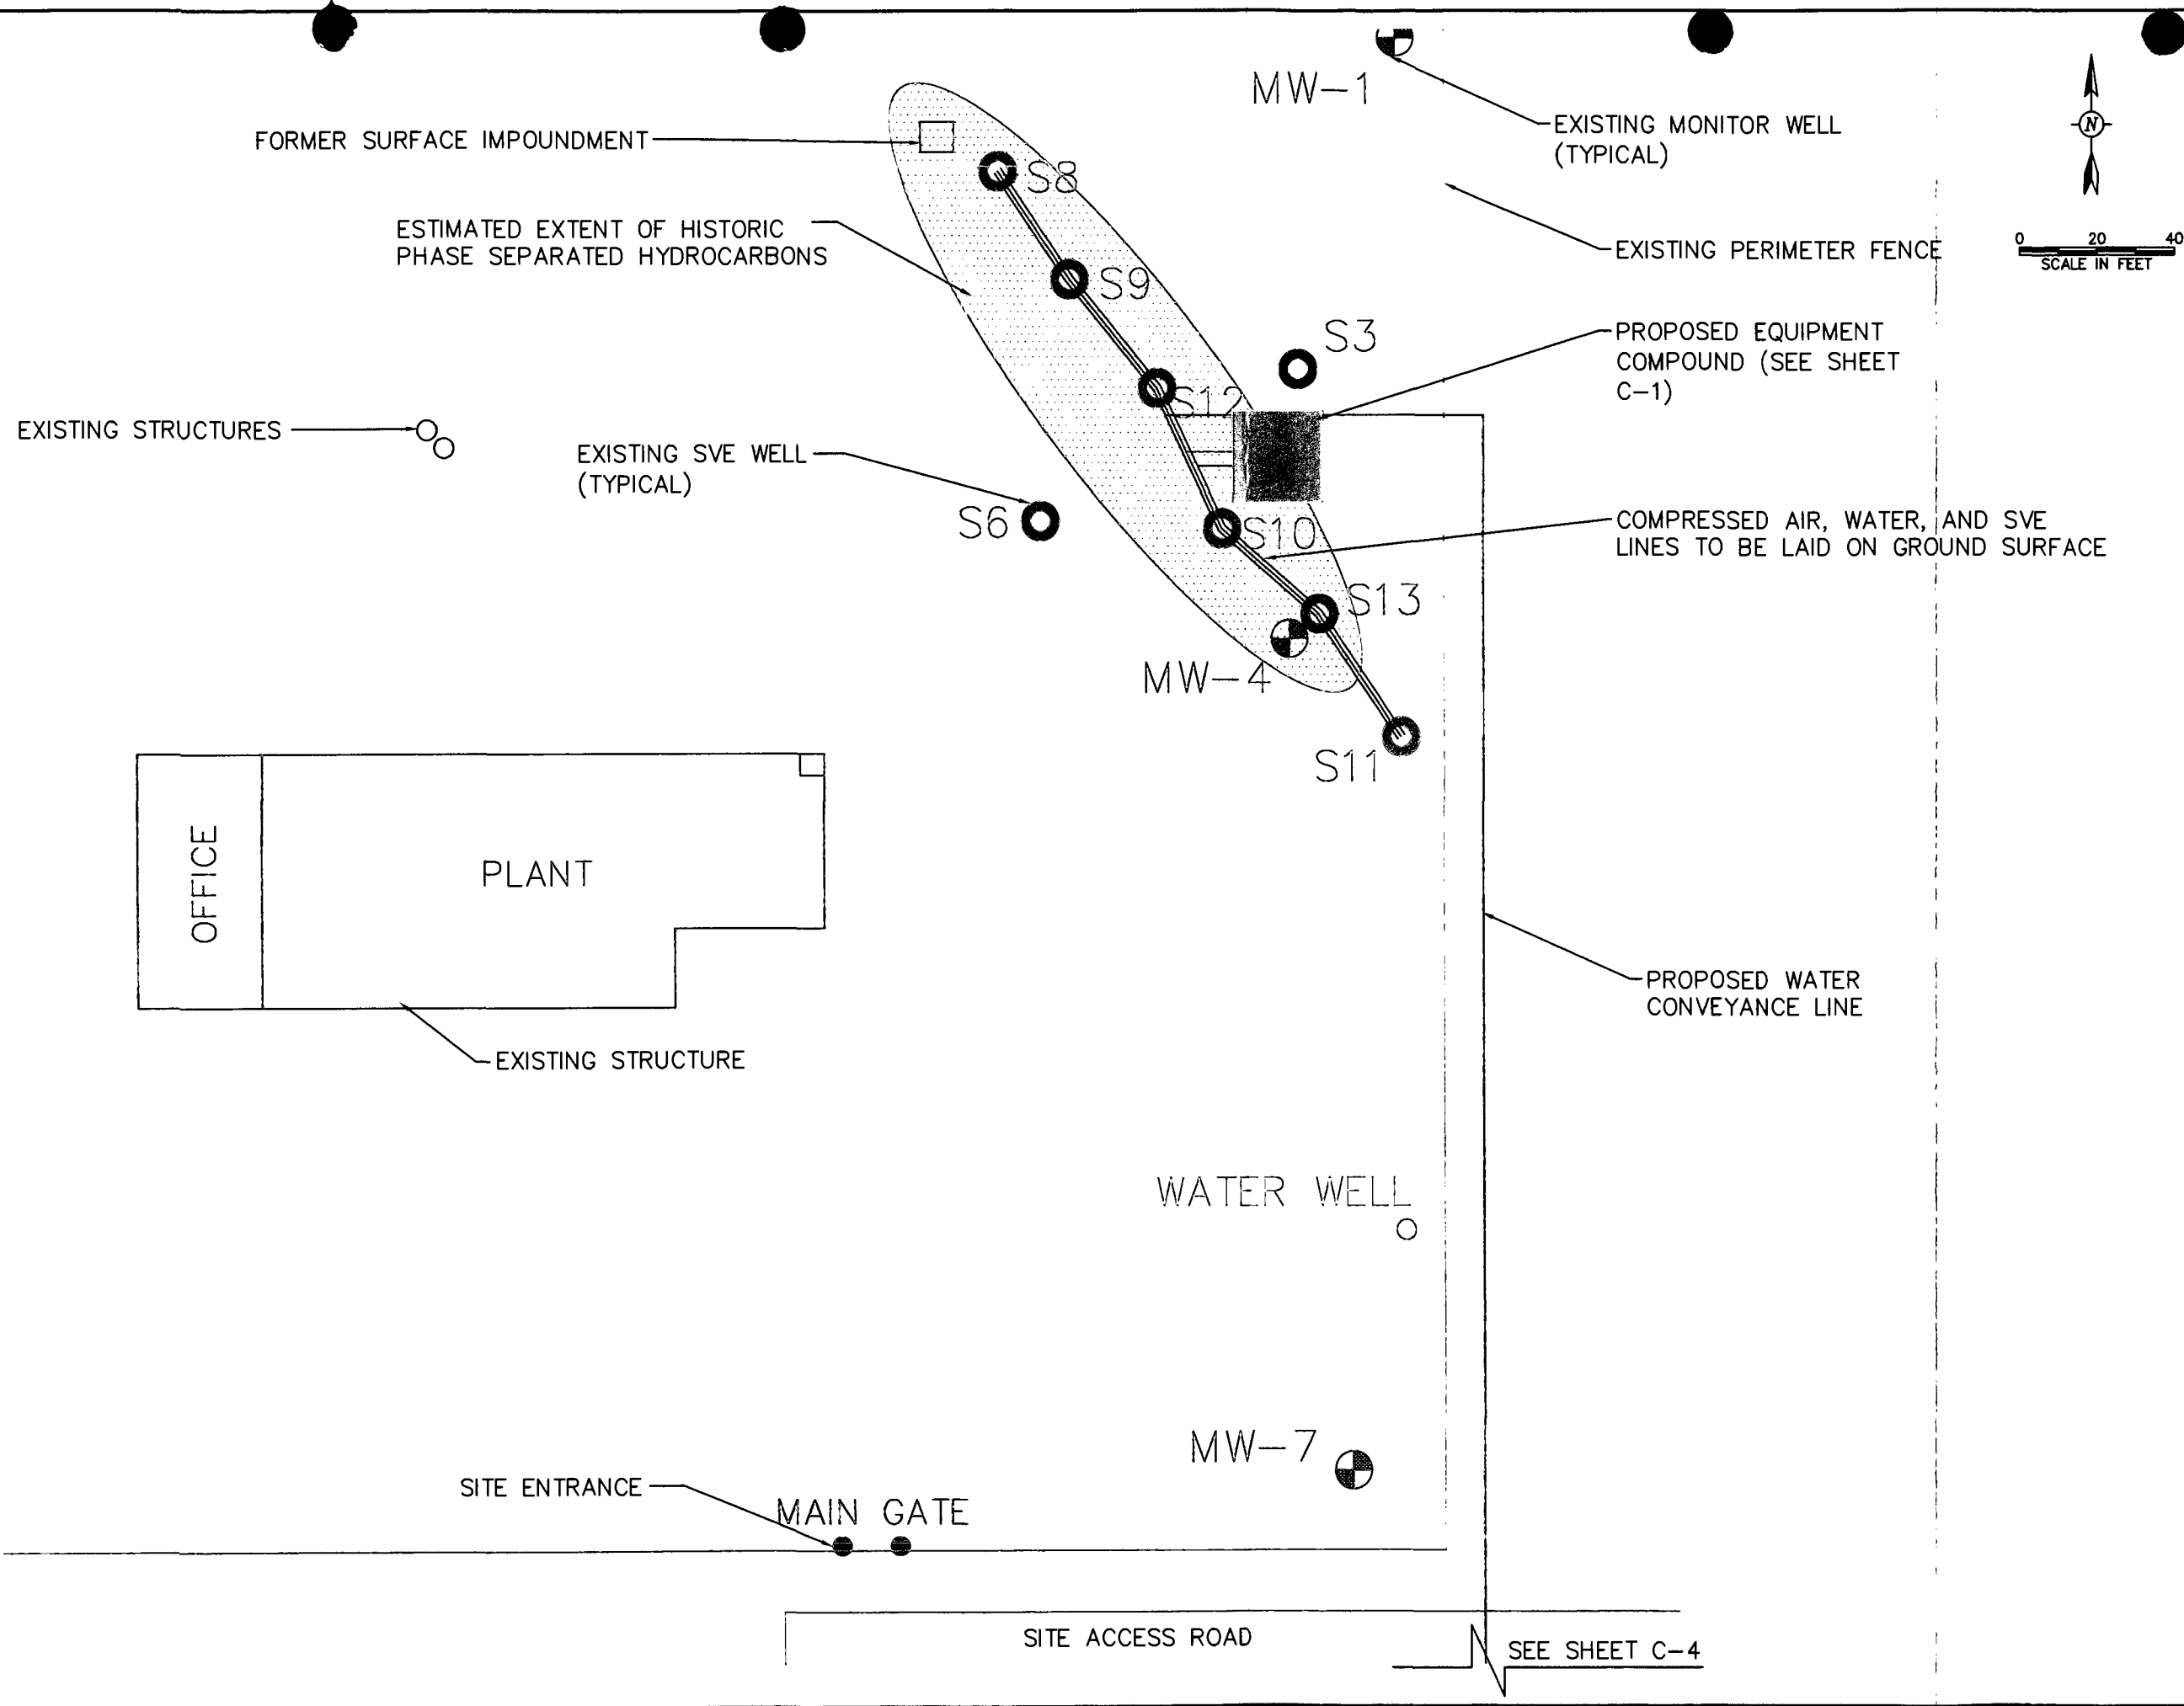 MW-1
EXISTING MONITOR WELL
(TYPICAL)
N
FORMER SURFACE IMPOUNDMENT
S8
ESTIMATED EXTENT OF HISTORIC
PHASE SEPARATED HYDROCARBONS
EXISTING PERIMETER FENCE
0 20 40
SCALE IN FEET
S9
S3
PROPOSED EQUIPMENT
COMPOUND (SEE SHEET
C-1)
S12
EXISTING STRUCTURES
EXISTING SVE WELL
(TYPICAL)
S6
S10
COMPRESSED AIR, WATER, AND SVE
LINES TO BE LAID ON GROUND SURFACE
S13
MW-4
S11
OFFICE
PLANT
PROPOSED WATER
CONVEYANCE LINE
EXISTING STRUCTURE
WATER WELL
MW-7
SITE ENTRANCE
MAIN GATE
SITE ACCESS ROAD
SEE SHEET C-4